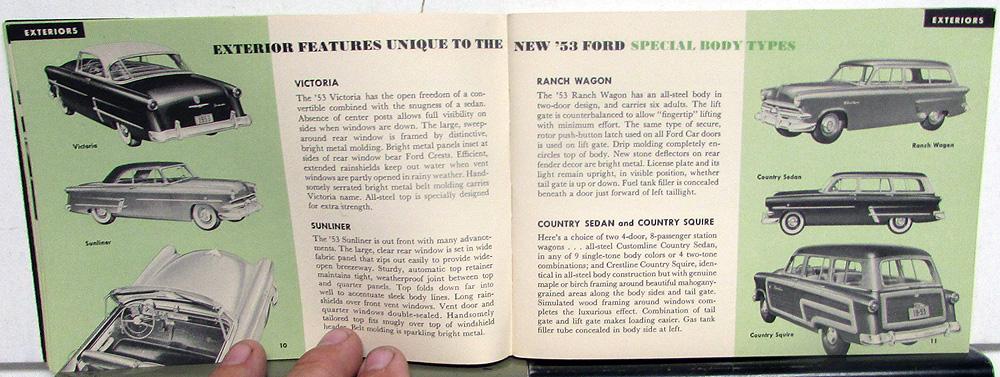 EXTERIORS
EXTERIOR FEATURES UNIQUE TO THE NEW '53 FORD SPECIAL BODY TYPES
Victoria
Sunliner
VICTORIA
The '53 Victoria has the open freedom of a con-
vertible combined with the snugness of a sedan.
Absence of center posts allows full visibility on
sides when windows are down. The large, sweep-
around rear window is framed by distinctive,
bright metal molding. Bright metal panels inset at
sides of rear window bear Ford Crests. Efficient,
extended rainshields keep out water when vent
windows are partly opened in rainy weather. Hand-
somely serrated bright metal belt molding carries
Victoria name. All-steel top is specially designed
for extra strength.
SUNLINER
The '53 Sunliner is out front with many advance-
ments. The large, clear rear window is set in wide
fabric panel that zips out easily to provide wide-
open breezeway. Sturdy, automatic top retainer
maintains tight, weatherproof joint between top
and quarter panels. Top folds down far into
well to accentuate sleek body lines. Long rain-
shields over front vent windows. Vent door and
quarter windows double-sealed. Handsomely
tailored top fits snugly over top of windshield
header. Belt molding is sparkling bright metal.
10
EXTERIORS
RANCH WAGON
The '53 Ranch Wagon has an all-steel body in
two-door design, and carries six adults. The lift
gate is counterbalanced to allow "fingertip" lifting
with minimum effort. The same type of secure,
rotor push-button latch used on all Ford Car doors
is used on lift gate. Drip molding completely en-
circles top of body. New stone deflectors on rear
fender decor are bright metal. License plate and its
light remain upright, in visible position, whether
tail gate is up or down. Fuel tank filler is concealed
beneath a door just forward of left taillight.
COUNTRY SEDAN and COUNTRY SQUIRE
Here's a choice of two 4-door, 8-passenger station
wagons . . . all-steel Customline Country Sedan,
in any of 9 single-tone body colors or 4 two-tone
combinations; and Crestline Country Squire, iden-
tical in all-steel body construction but with genuine
maple or birch framing around beautiful mahogany-
grained areas along the body sides and tail gate.
Simulated wood framing around windows com-
pletes the luxurious effect. Combination of tail
gate and lift gate makes loading easier. Gas tank
filler tube concealed in body side at left.
Ranch Wagon
Country Sedan
Country Squire
11